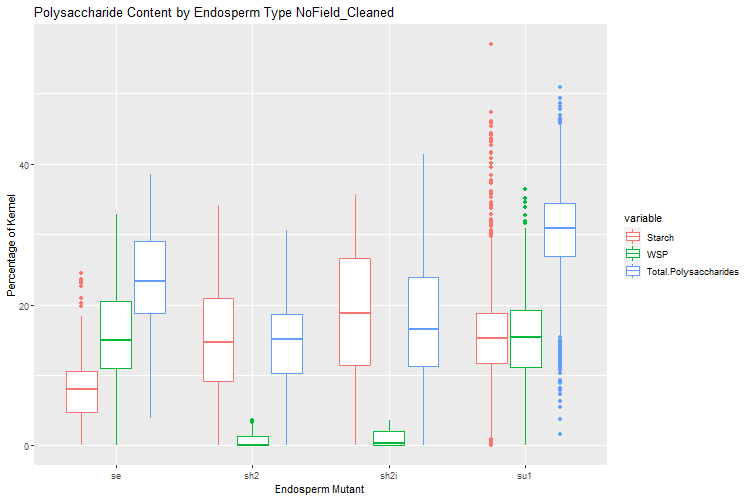 Polysaccharide Content by Endosperm Type NoField_Cleaned
Percentage of Kernel
40
20
0
se
sh2
sh2i
su1
Endosperm Mutant
variable
Starch
WSP
Total.Polysaccharides